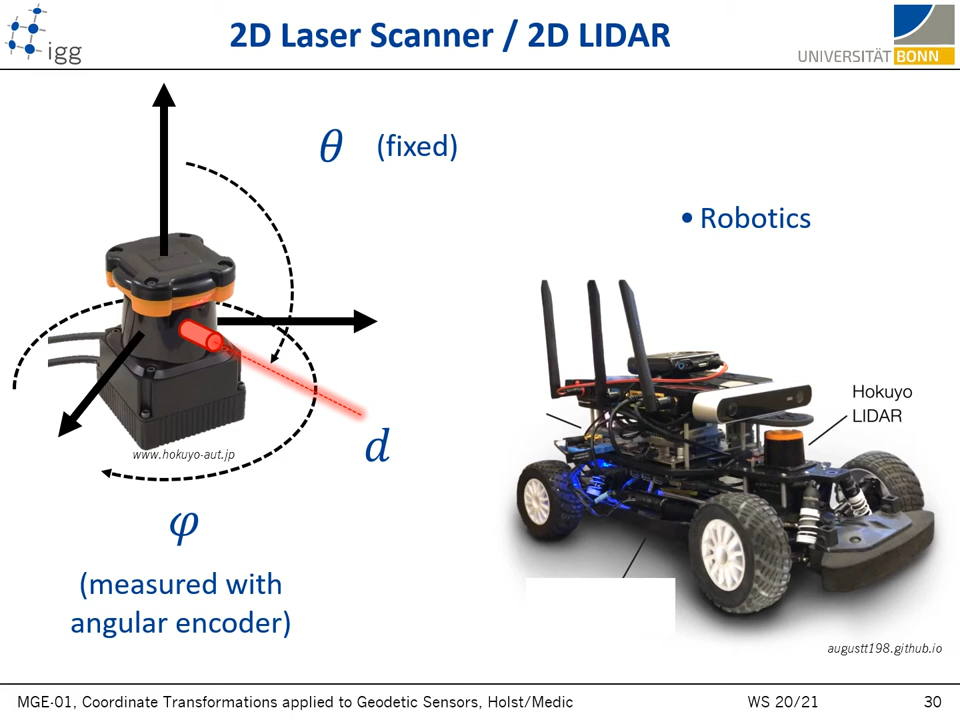 igg
2D Laser Scanner / 2D LIDAR
UNIVERSITÄT BONN
θ (fixed)
• Robotics
Hokuyo
LIDAR
www.hokuyo-aut.jp
d
φ
(measured with
angular encoder)
augustt198.github.io
MGE-01, Coordinate Transformations applied to Geodetic Sensors, Holst/Medic WS 20/21 30